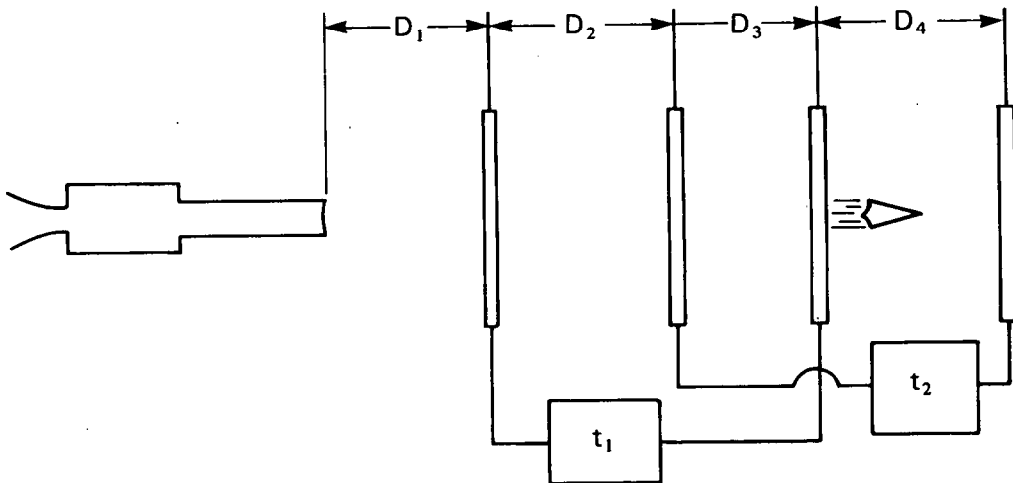 D₁ D₂ D₃ D₄
t₂
t₁